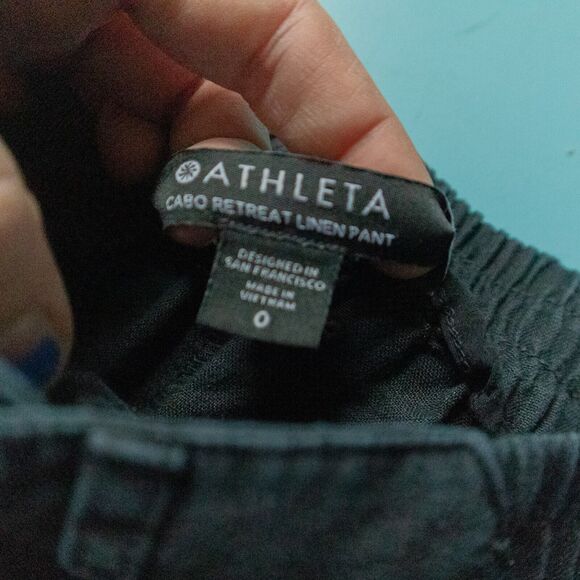 ATHLETA
CABO RETREAT LINEN PANT
DESIGNED IN
SAN FRANCISCO
MADE IN
VIETNAM
0